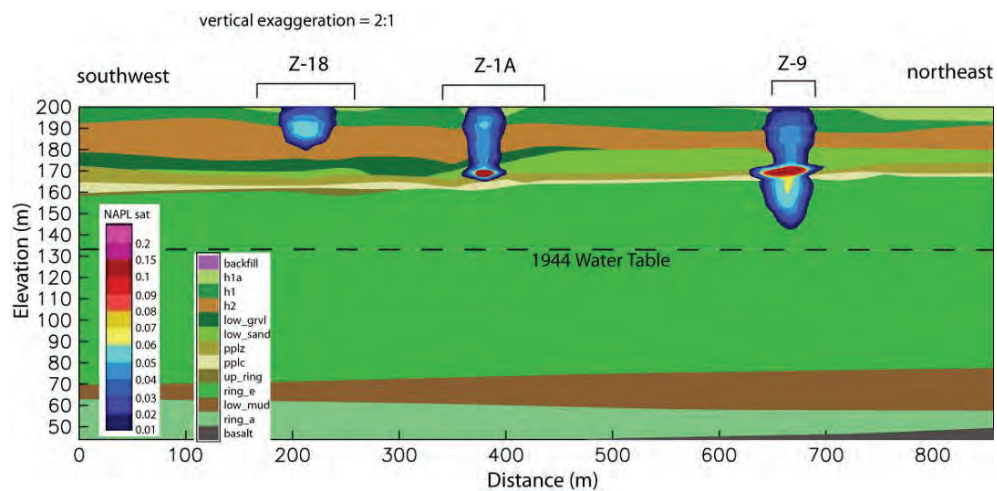 vertical exaggeration = 2:1
southwest
Z-18
Z-1A
Z-9
northeast
Elevation (m)
200
190
180
170
160
150
140
130
120
110
100
90
80
70
60
50
NAPL sat
0.2
0.15
0.1
0.09
0.08
0.07
0.06
0.05
0.04
0.03
0.02
0.01
backfill
h1a
h1
h2
low_grvl
low_sand
pplz
pplc
up_ring
ring_e
low_mud
ring_a
basalt
1944 Water Table
0 100 200 300 400 500 600 700 800
Distance (m)